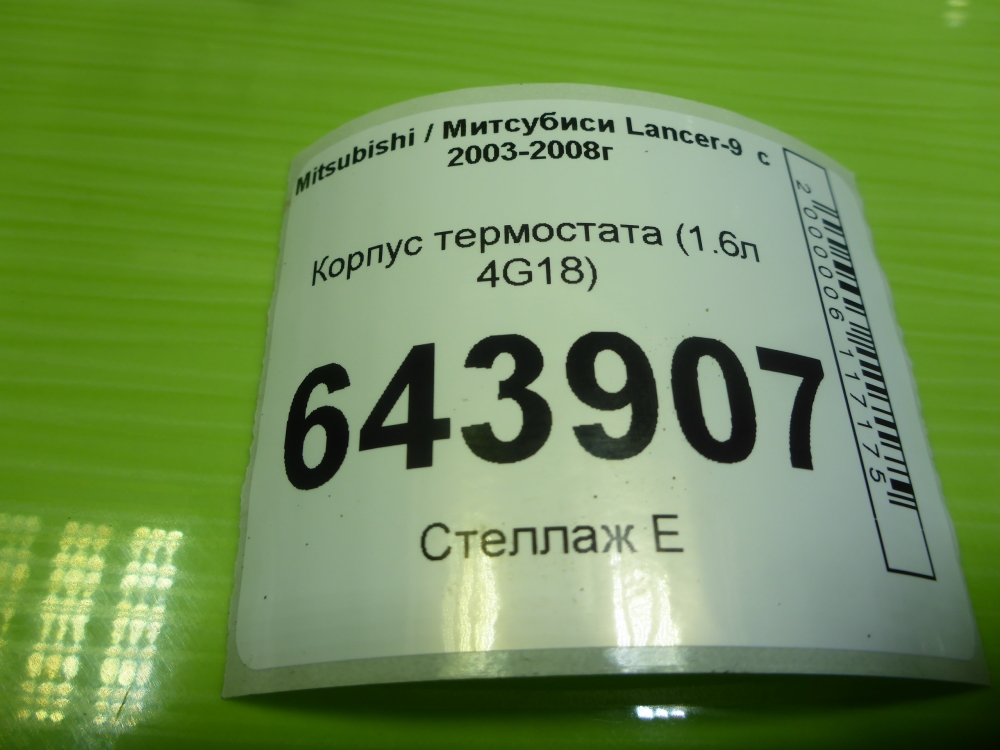 Mitsubishi / Митсубиси Lancer-9 с
2003-2008г
Корпус термостата (1.6л
4G18)
643907
Стеллаж Е
2000006117175